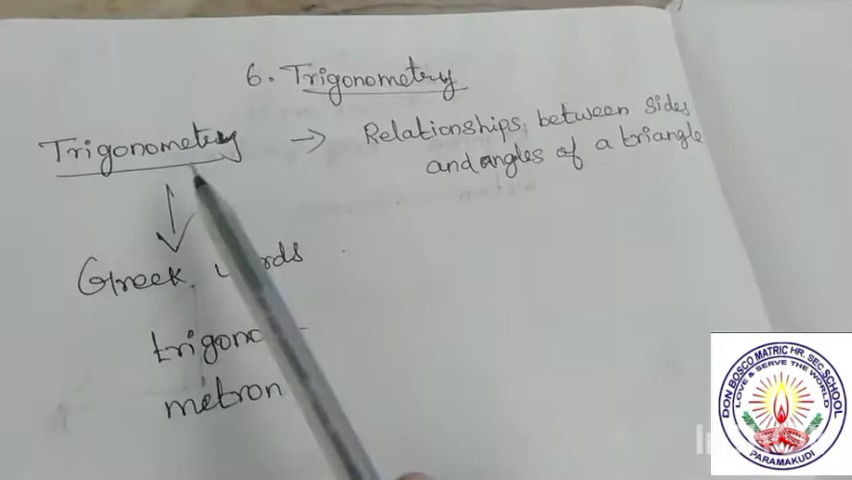 6. Trigonometry
Trigonometry → Relationships between sides
and angles of a triangle
Greek
metron
DON BOSCO MATRIC HR. SEC. SCHOOL
LOVE & SERVE THE WORLD
PARAMAKUDI